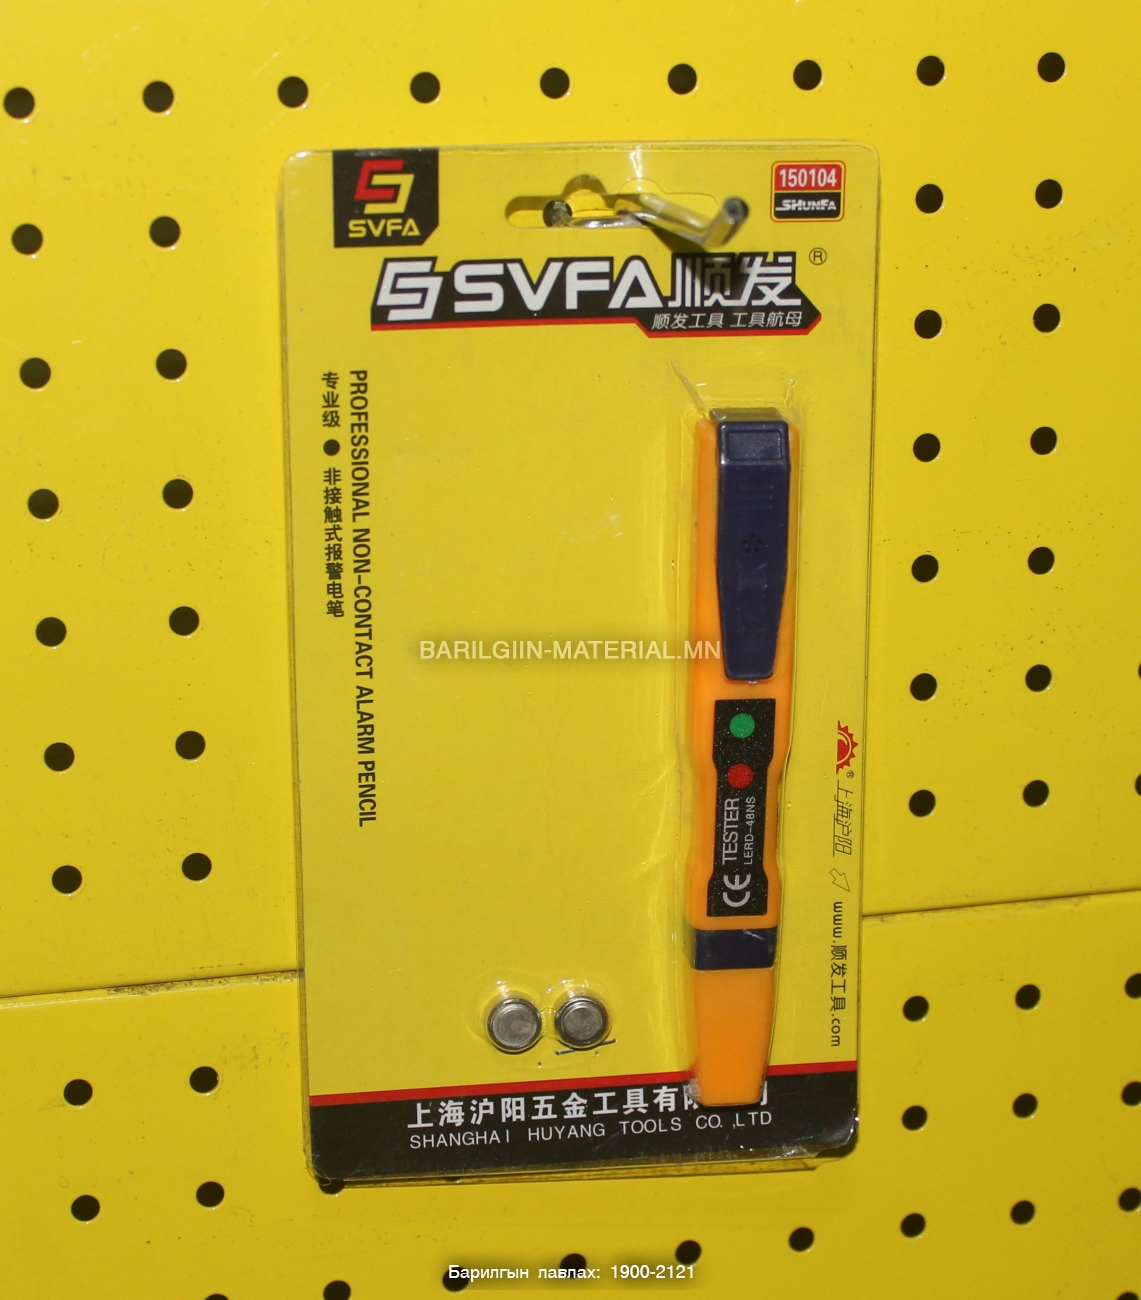 SVFA
150104
SHUNFA
SVFA顺发®
顺发工具 工具航母
PROFESSIONAL NON-CONTACT ALARM PENCIL
专业级 ● 非接触式报警电笔
BARILGIIN-MATERIAL.MN
CE TESTER
LERD-48NS
®上海沪阳
www.顺发工具.com
上海沪阳五金工具有
SHANGHAI HUYANG TOOLS CO.,LTD
Барилгын лавлах: 1900-2121